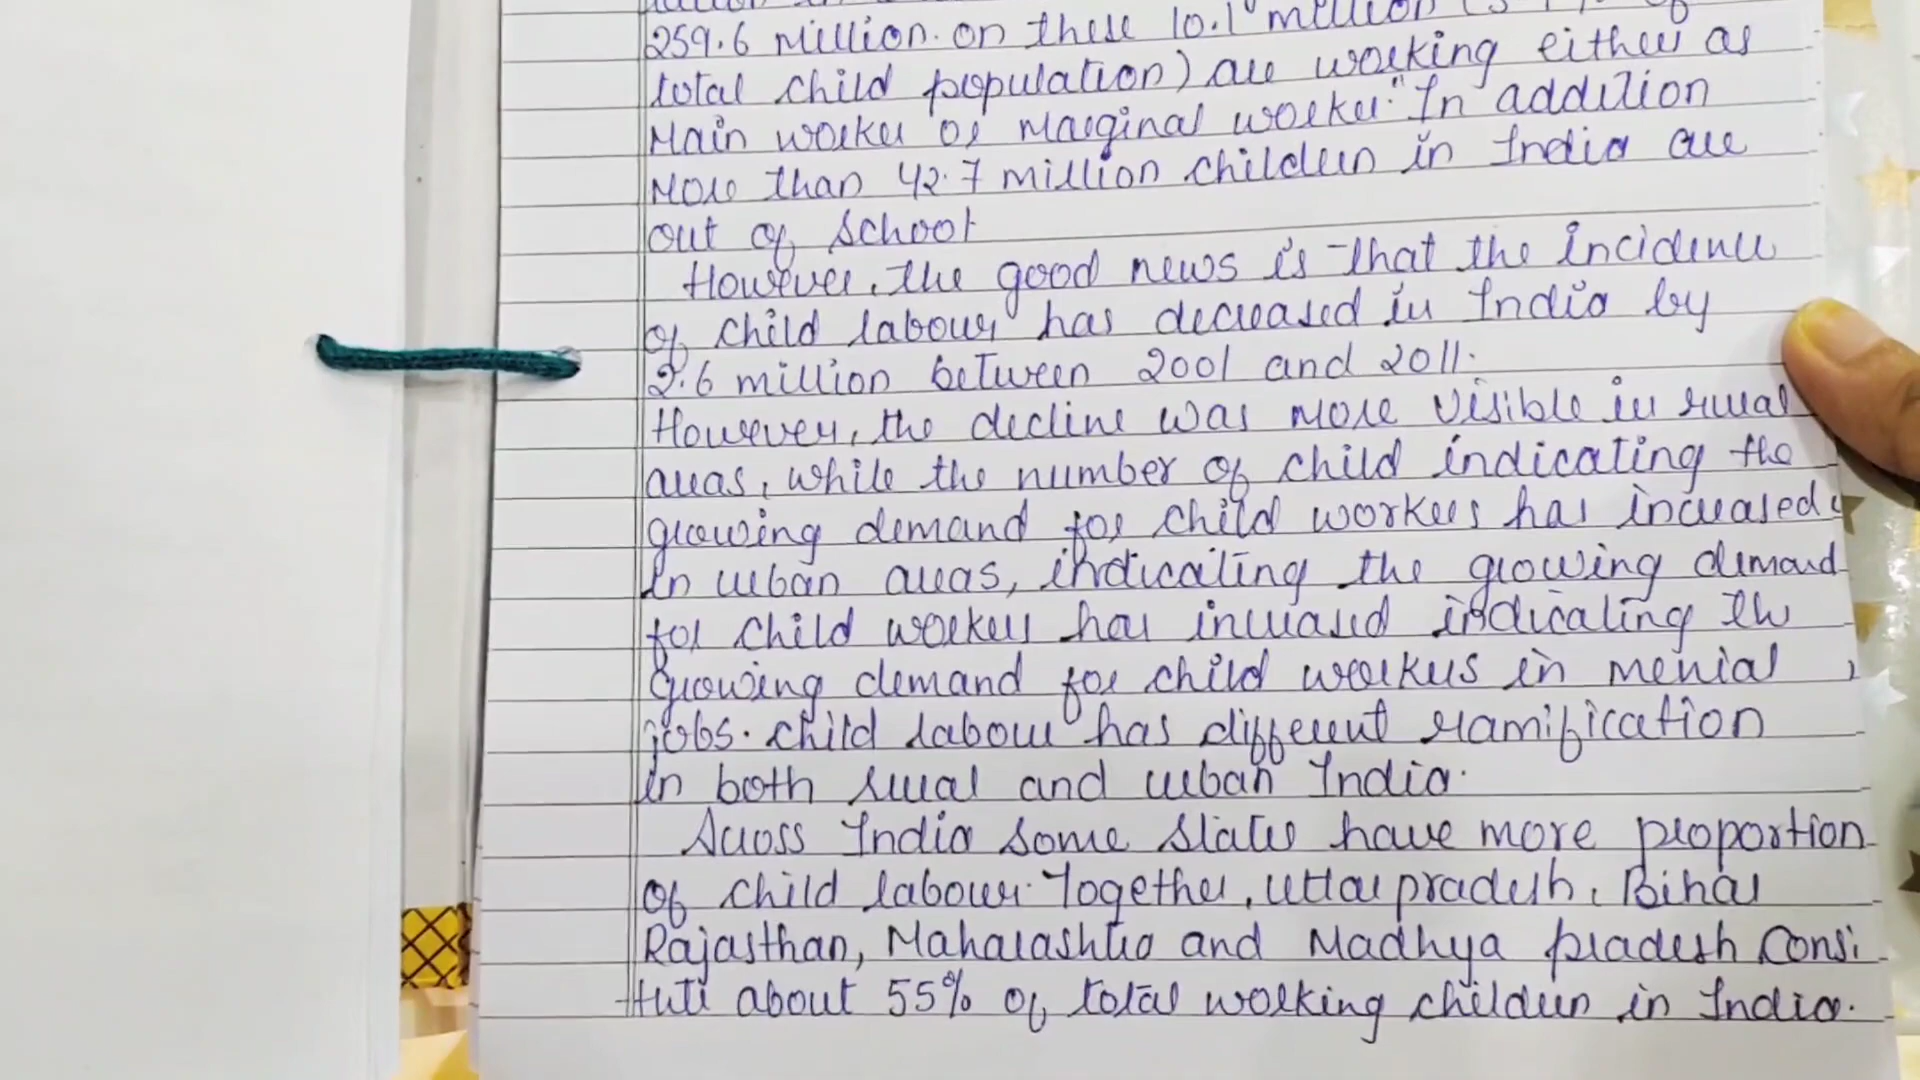 259.6 Million. on these 10.1 million
total child population) are working either as
Main worker or Marginal worker." In addition
More than 42.7 million children in India are
out of school
However, the good news is that the incidence
of child labour has decreased in India by
2.6 million between 2001 and 2011.
However, the decline was more visible in rural
areas, while the number of child indicating the
growing demand for child workers has increased
in urban areas, indicating the growing demand
for child workers has increased indicating the
growing demand for child workers in menial
jobs. child labour has different ramification
in both rural and urban India.
Across India some states have more proportion
of child labour. Together, uttar pradesh, Bihar
Rajasthan, Maharashtra and Madhya pradesh Consi
tute about 55% of total working children in India.